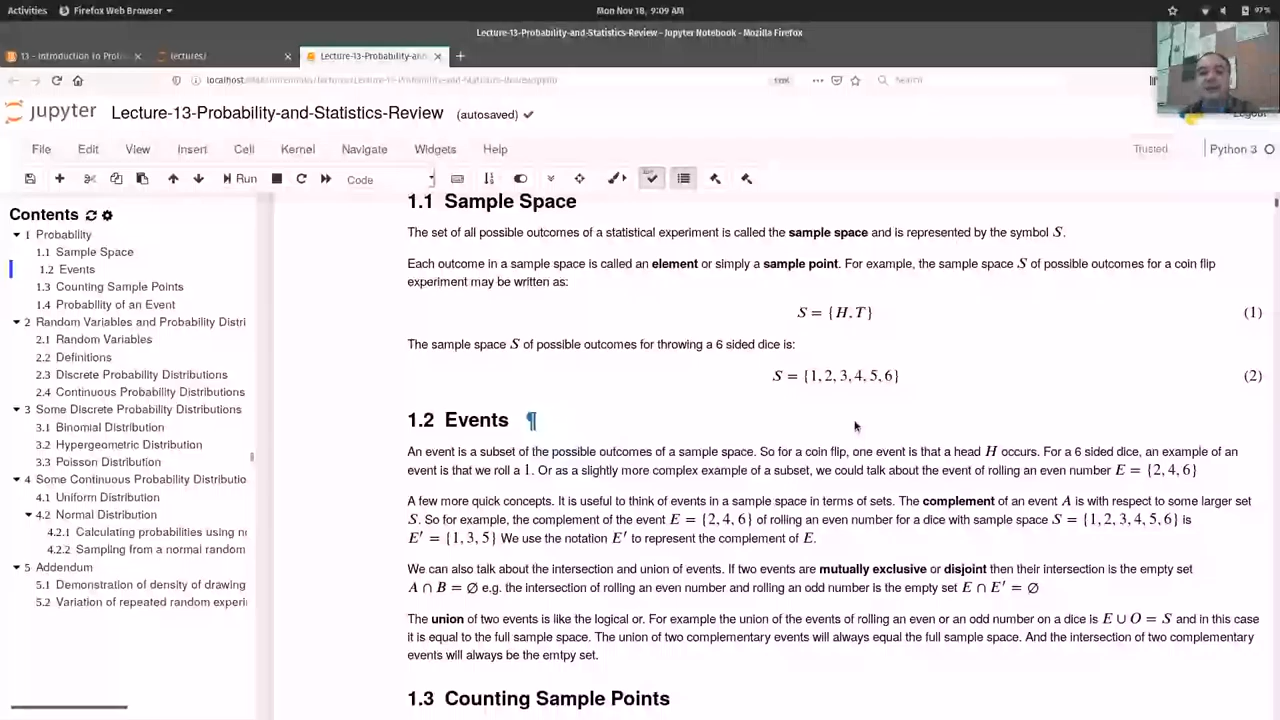 Activities Firefox Web Browser Mon Nov 18, 9:09 AM 97%
Lecture-13-Probability-and-Statistics-Review - Jupyter Notebook - Mozilla Firefox
13 - Introduction to Prob lectures/ Lecture-13-Probability-an
Search
jupyter Lecture-13-Probability-and-Statistics-Review (autosaved) Logout
File Edit View Insert Cell Kernel Navigate Widgets Help Trusted Python 3
Run Code
Contents
1 Probability
1.1 Sample Space
1.2 Events
1.3 Counting Sample Points
1.4 Probability of an Event
2 Random Variables and Probability Distri
2.1 Random Variables
2.2 Definitions
2.3 Discrete Probability Distributions
2.4 Continuous Probability Distributions
3 Some Discrete Probability Distributions
3.1 Binomial Distribution
3.2 Hypergeometric Distribution
3.3 Poisson Distribution
4 Some Continuous Probability Distributio
4.1 Uniform Distribution
4.2 Normal Distribution
4.2.1 Calculating probabilities using no
4.2.2 Sampling from a normal random
5 Addendum
5.1 Demonstration of density of drawing
5.2 Variation of repeated random experi
1.1 Sample Space
The set of all possible outcomes of a statistical experiment is called the sample space and is represented by the symbol S.
Each outcome in a sample space is called an element or simply a sample point. For example, the sample space S of possible outcomes for a coin flip
experiment may be written as:
S = {H, T} (1)
The sample space S of possible outcomes for throwing a 6 sided dice is:
S = {1, 2, 3, 4, 5, 6} (2)
1.2 Events ¶
An event is a subset of the possible outcomes of a sample space. So for a coin flip, one event is that a head H occurs. For a 6 sided dice, an example of an
event is that we roll a 1. Or as a slightly more complex example of a subset, we could talk about the event of rolling an even number E = {2, 4, 6}
A few more quick concepts. It is useful to think of events in a sample space in terms of sets. The complement of an event A is with respect to some larger set
S. So for example, the complement of the event E = {2, 4, 6} of rolling an even number for a dice with sample space S = {1, 2, 3, 4, 5, 6} is
E′ = {1, 3, 5} We use the notation E′ to represent the complement of E.
We can also talk about the intersection and union of events. If two events are mutually exclusive or disjoint then their intersection is the empty set
A ∩ B = ∅ e.g. the intersection of rolling an even number and rolling an odd number is the empty set E ∩ E′ = ∅
The union of two events is like the logical or. For example the union of the events of rolling an even or an odd number on a dice is E ∪ O = S and in this case
it is equal to the full sample space. The union of two complementary events will always equal the full sample space. And the intersection of two complementary
events will always be the emtpy set.
1.3 Counting Sample Points